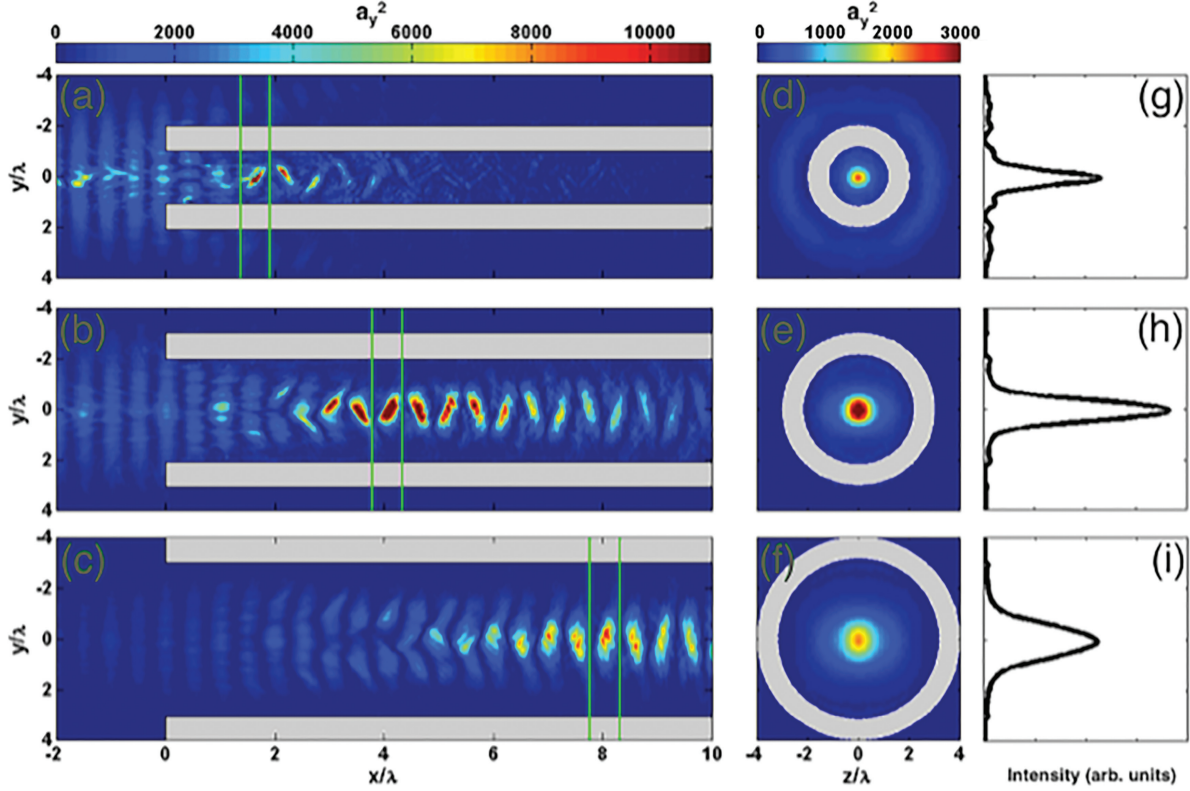 a_y^2 a_y^2
0 2000 4000 6000 8000 10000 0 1000 2000 3000
-4 (a) (d) (g)
-2
y/λ 0
2
4
-4 (b) (e) (h)
-2
y/λ 0
2
4
-4 (c) (f) (i)
-2
y/λ 0
2
4
-2 0 2 4 6 8 10 -4 -2 0 2 4
x/λ z/λ Intensity (arb. units)